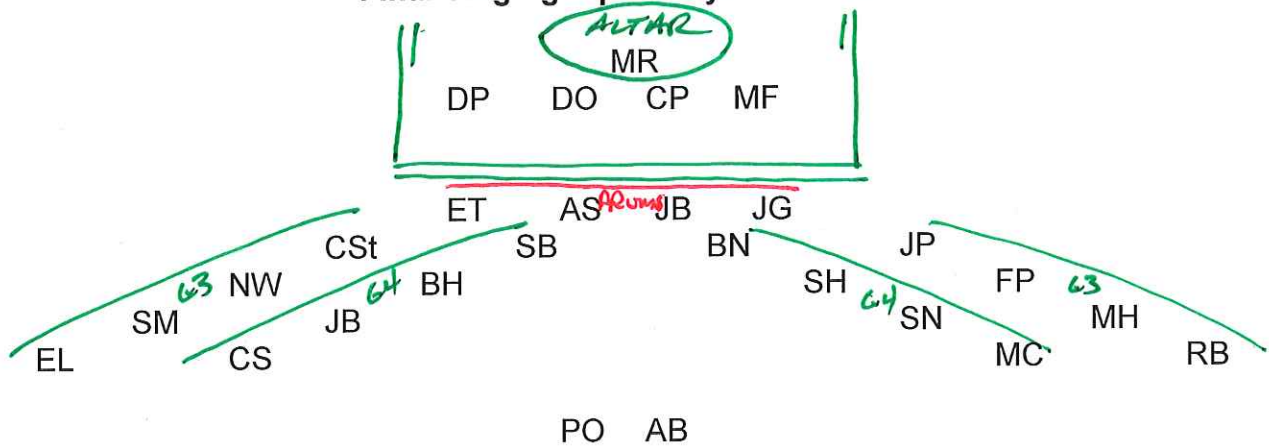 ALTAR
MR
DP DO CP MF
ET AS JB JG
CSt SB BN JP
G3 NW G4 BH SH FP G3
SM JB G4 SN MH
EL CS MC RB
PO AB